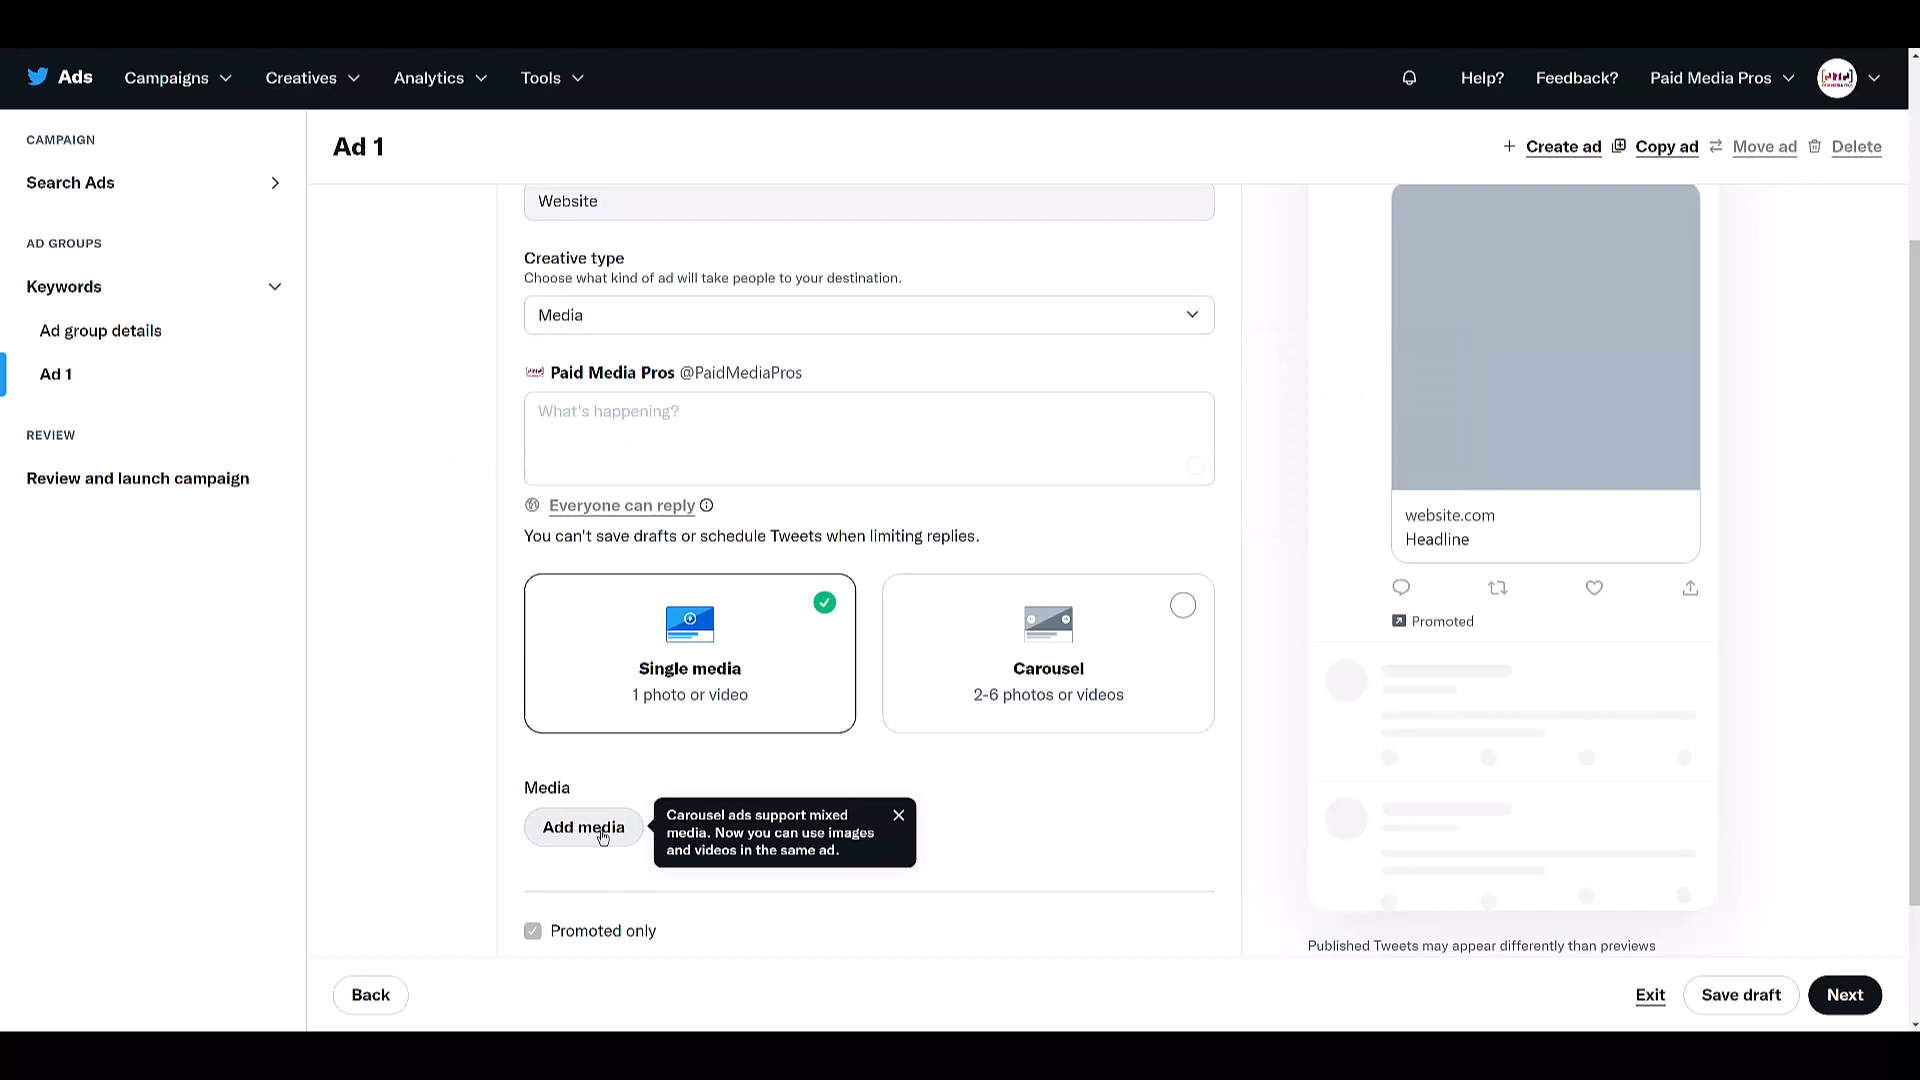 Ads Campaigns Creatives Analytics Tools Help? Feedback? Paid Media Pros
CAMPAIGN
Search Ads
AD GROUPS
Keywords
Ad group details
Ad 1
REVIEW
Review and launch campaign
Ad 1
Create ad Copy ad Move ad Delete
Website
Creative type
Choose what kind of ad will take people to your destination.
Media
Paid Media Pros @PaidMediaPros
What's happening?
Everyone can reply
You can't save drafts or schedule Tweets when limiting replies.
Single media
1 photo or video
Carousel
2-6 photos or videos
Media
Add media
Carousel ads support mixed
media. Now you can use images
and videos in the same ad.
Promoted only
website.com
Headline
Promoted
Published Tweets may appear differently than previews
Back
Exit
Save draft
Next